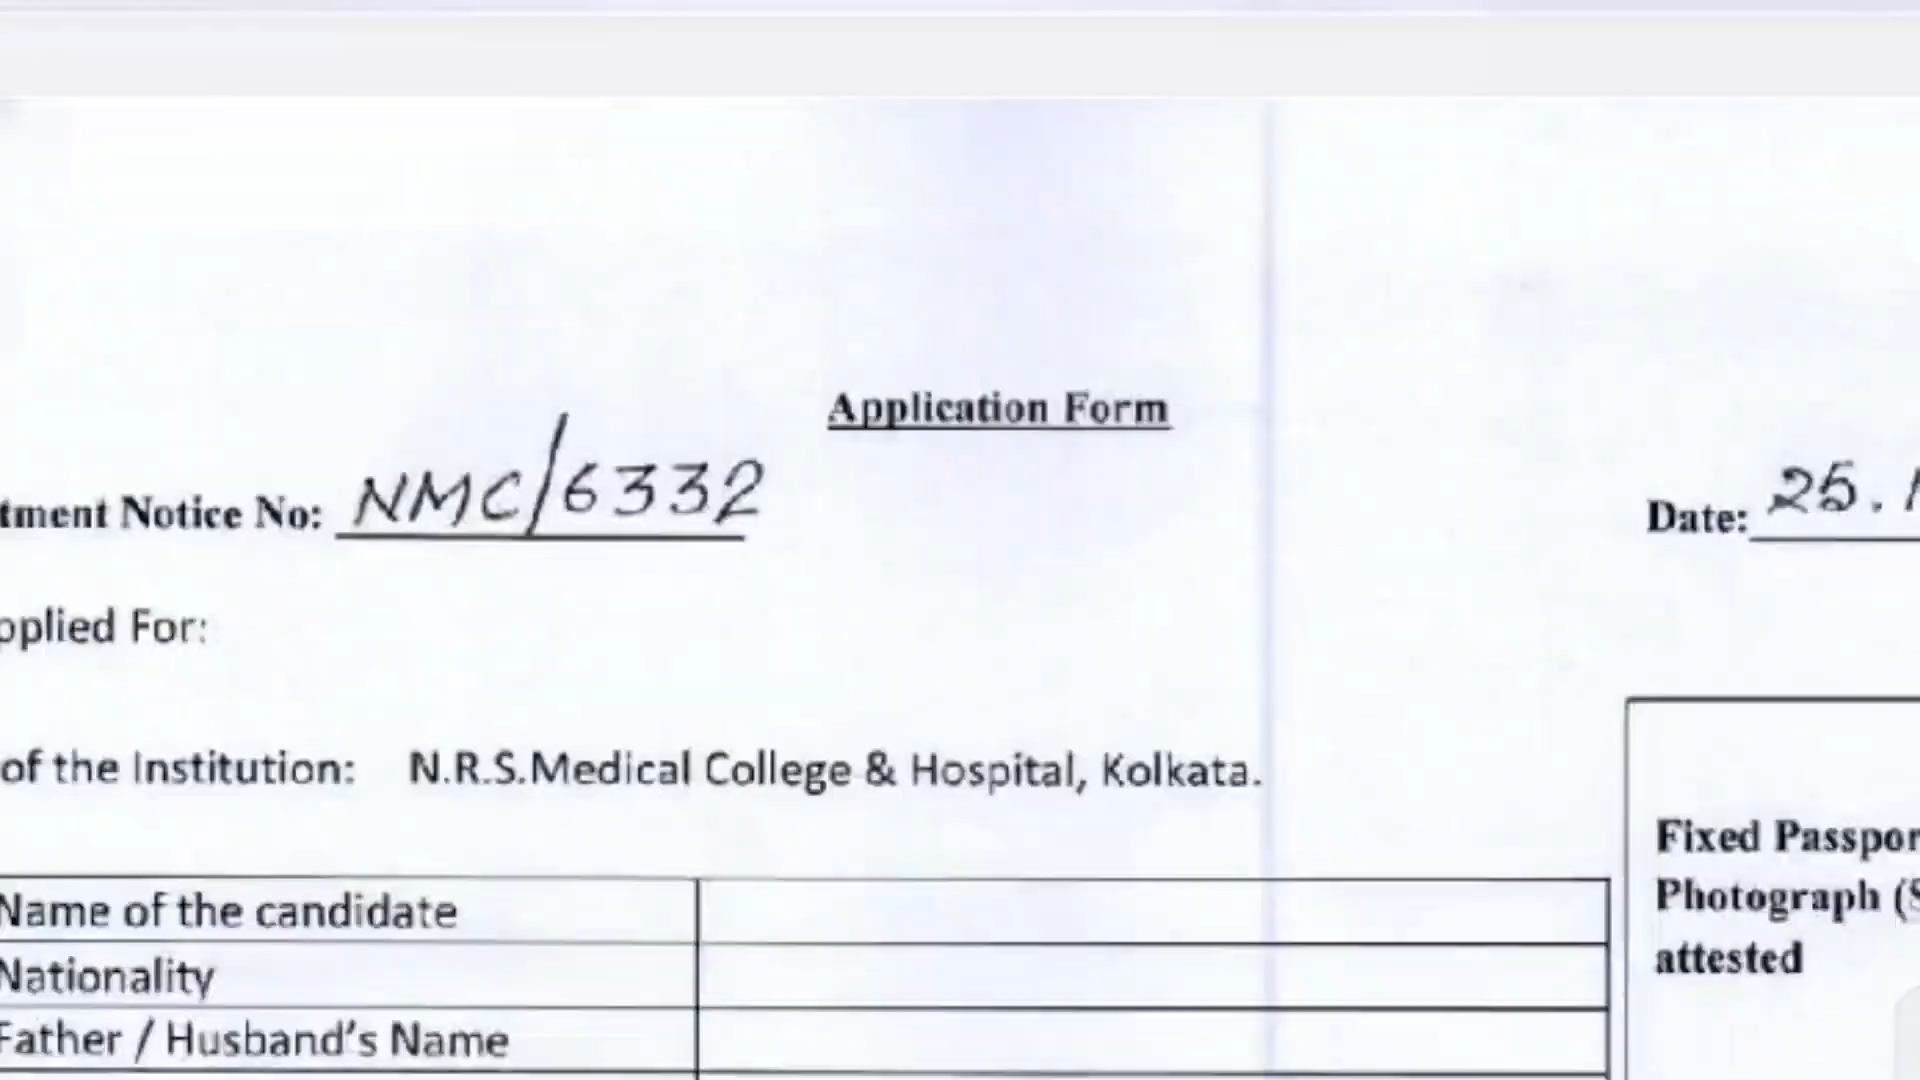 Application Form
tment Notice No: NMC/6332
Date: 25.
pplied For:
of the Institution: N.R.S.Medical College & Hospital, Kolkata.
Fixed Passpor
Photograph (S
attested
Name of the candidate
Nationality
Father / Husband's Name